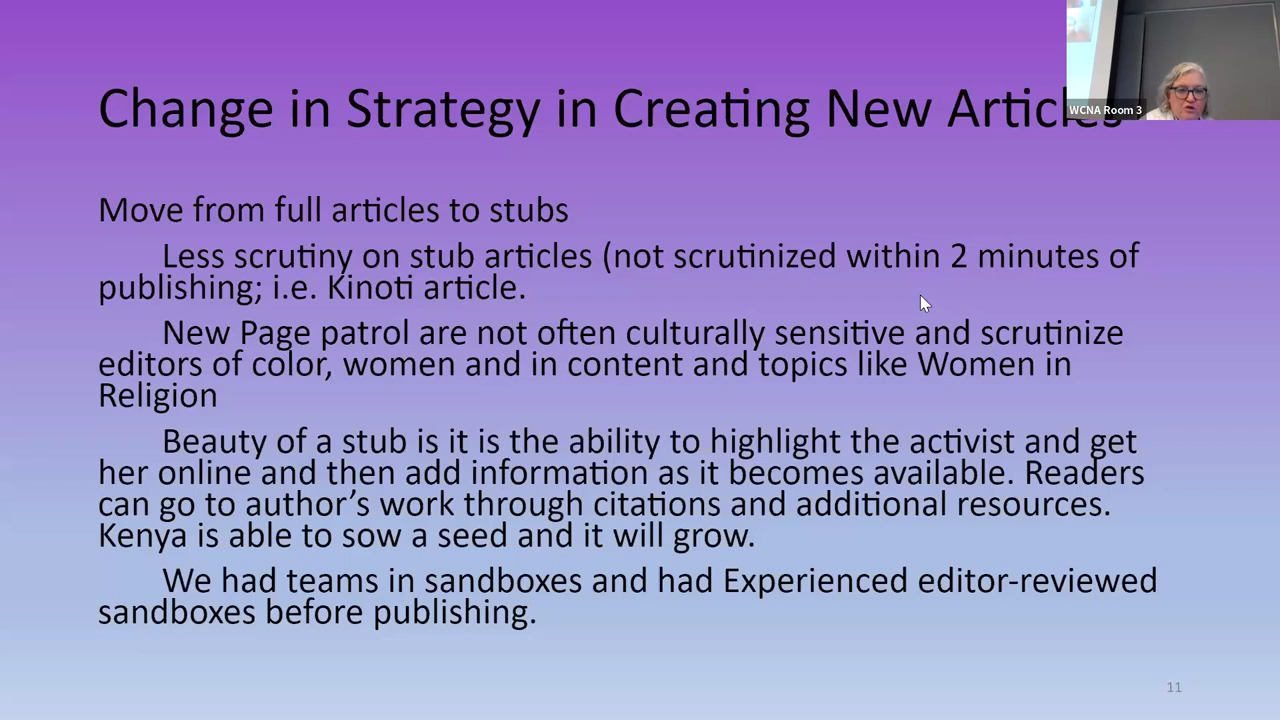 Change in Strategy in Creating New Articles
WCNA Room 3
Move from full articles to stubs
Less scrutiny on stub articles (not scrutinized within 2 minutes of
publishing; i.e. Kinoti article.
New Page patrol are not often culturally sensitive and scrutinize
editors of color, women and in content and topics like Women in
Religion
Beauty of a stub is it is the ability to highlight the activist and get
her online and then add information as it becomes available. Readers
can go to author’s work through citations and additional resources.
Kenya is able to sow a seed and it will grow.
We had teams in sandboxes and had Experienced editor-reviewed
sandboxes before publishing.
11